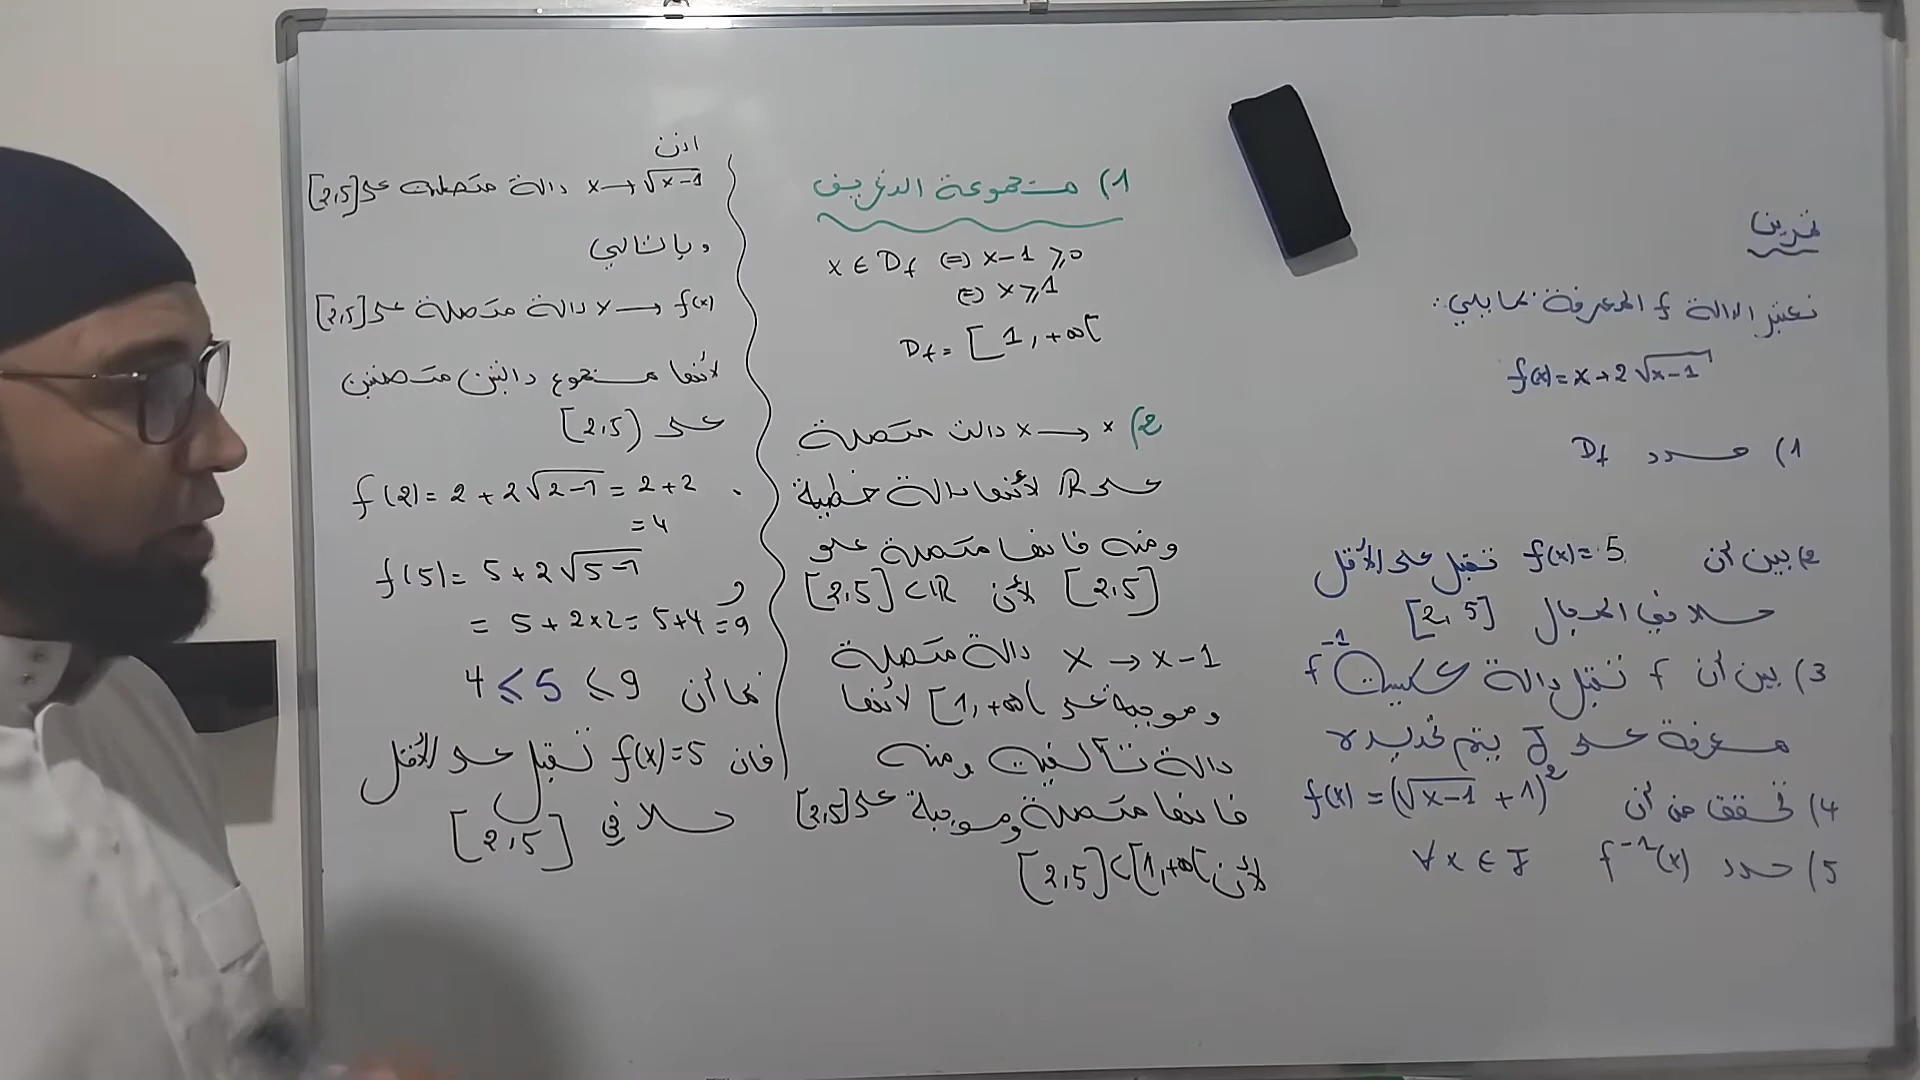 تمرين
نعتبر الدالة f المعرفة بما يلي:
f(x)=x+2√(x-1)
1) حدد Df
2) بين أن f(x)=5 تقبل على الأقل
حلا في المجال [2,5]
3) بين أن f تقبل دالة عكسية f⁻¹
معرفة على J يتم تحديده
4) تحقق من أن f(x)=(√(x-1)+1)²
5) حدد f⁻¹(x) ∀x∈J
1) مجموعة التعريف
x∈Df ⇔ x-1⩾0
⇔ x⩾1
Df=[1,+∞[
2) x→x دالة متصلة
على ℝ لأنها دالة خطية
ومنه فإنها متصلة على
[2,5] لأن [2,5]⊂ℝ
x→x-1 دالة متصلة
وموجبة على [1,+∞[ لأنها
دالة تآلفية ومنه
فإنها متصلة وموجبة على [2,5]
لأن [2,5]⊂[1,+∞[
اذن
x→√(x-1) دالة متصلة على [2,5]
وبالتالي
x→f(x) دالة متصلة على [2,5]
لأنها مجموع دالتين متصلتين
على [2,5]
. f(2)=2+2√(2-1)=2+2
=4
f(5)=5+2√(5-1)
و =5+2×2=5+4=9
بما أن 4⩽5⩽9
فان f(x)=5 تقبل على الأقل
حلا في [2,5]